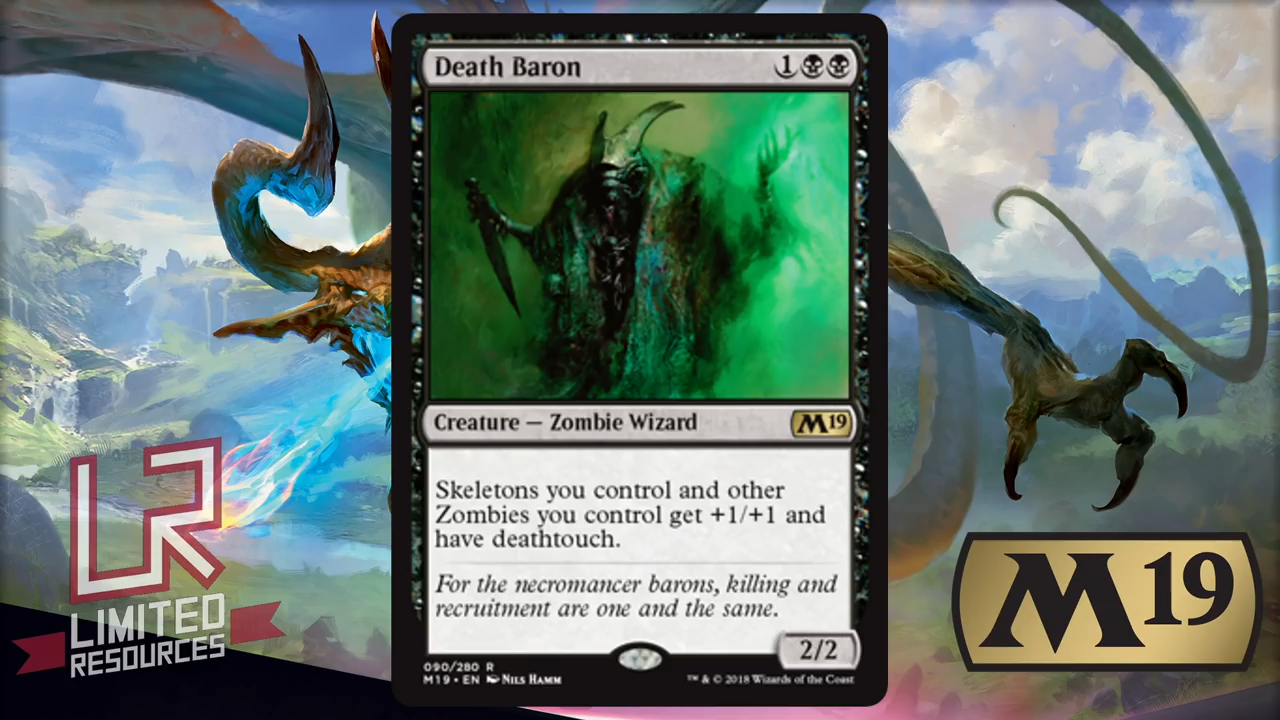 Death Baron 1
Creature — Zombie Wizard M19
Skeletons you control and other
Zombies you control get +1/+1 and
have deathtouch.
For the necromancer barons, killing and
recruitment are one and the same.
2/2
090/280 R
M19 • EN Nils Hamm ™ & © 2018 Wizards of the Coast
LR
LIMITED
RESOURCES
M19